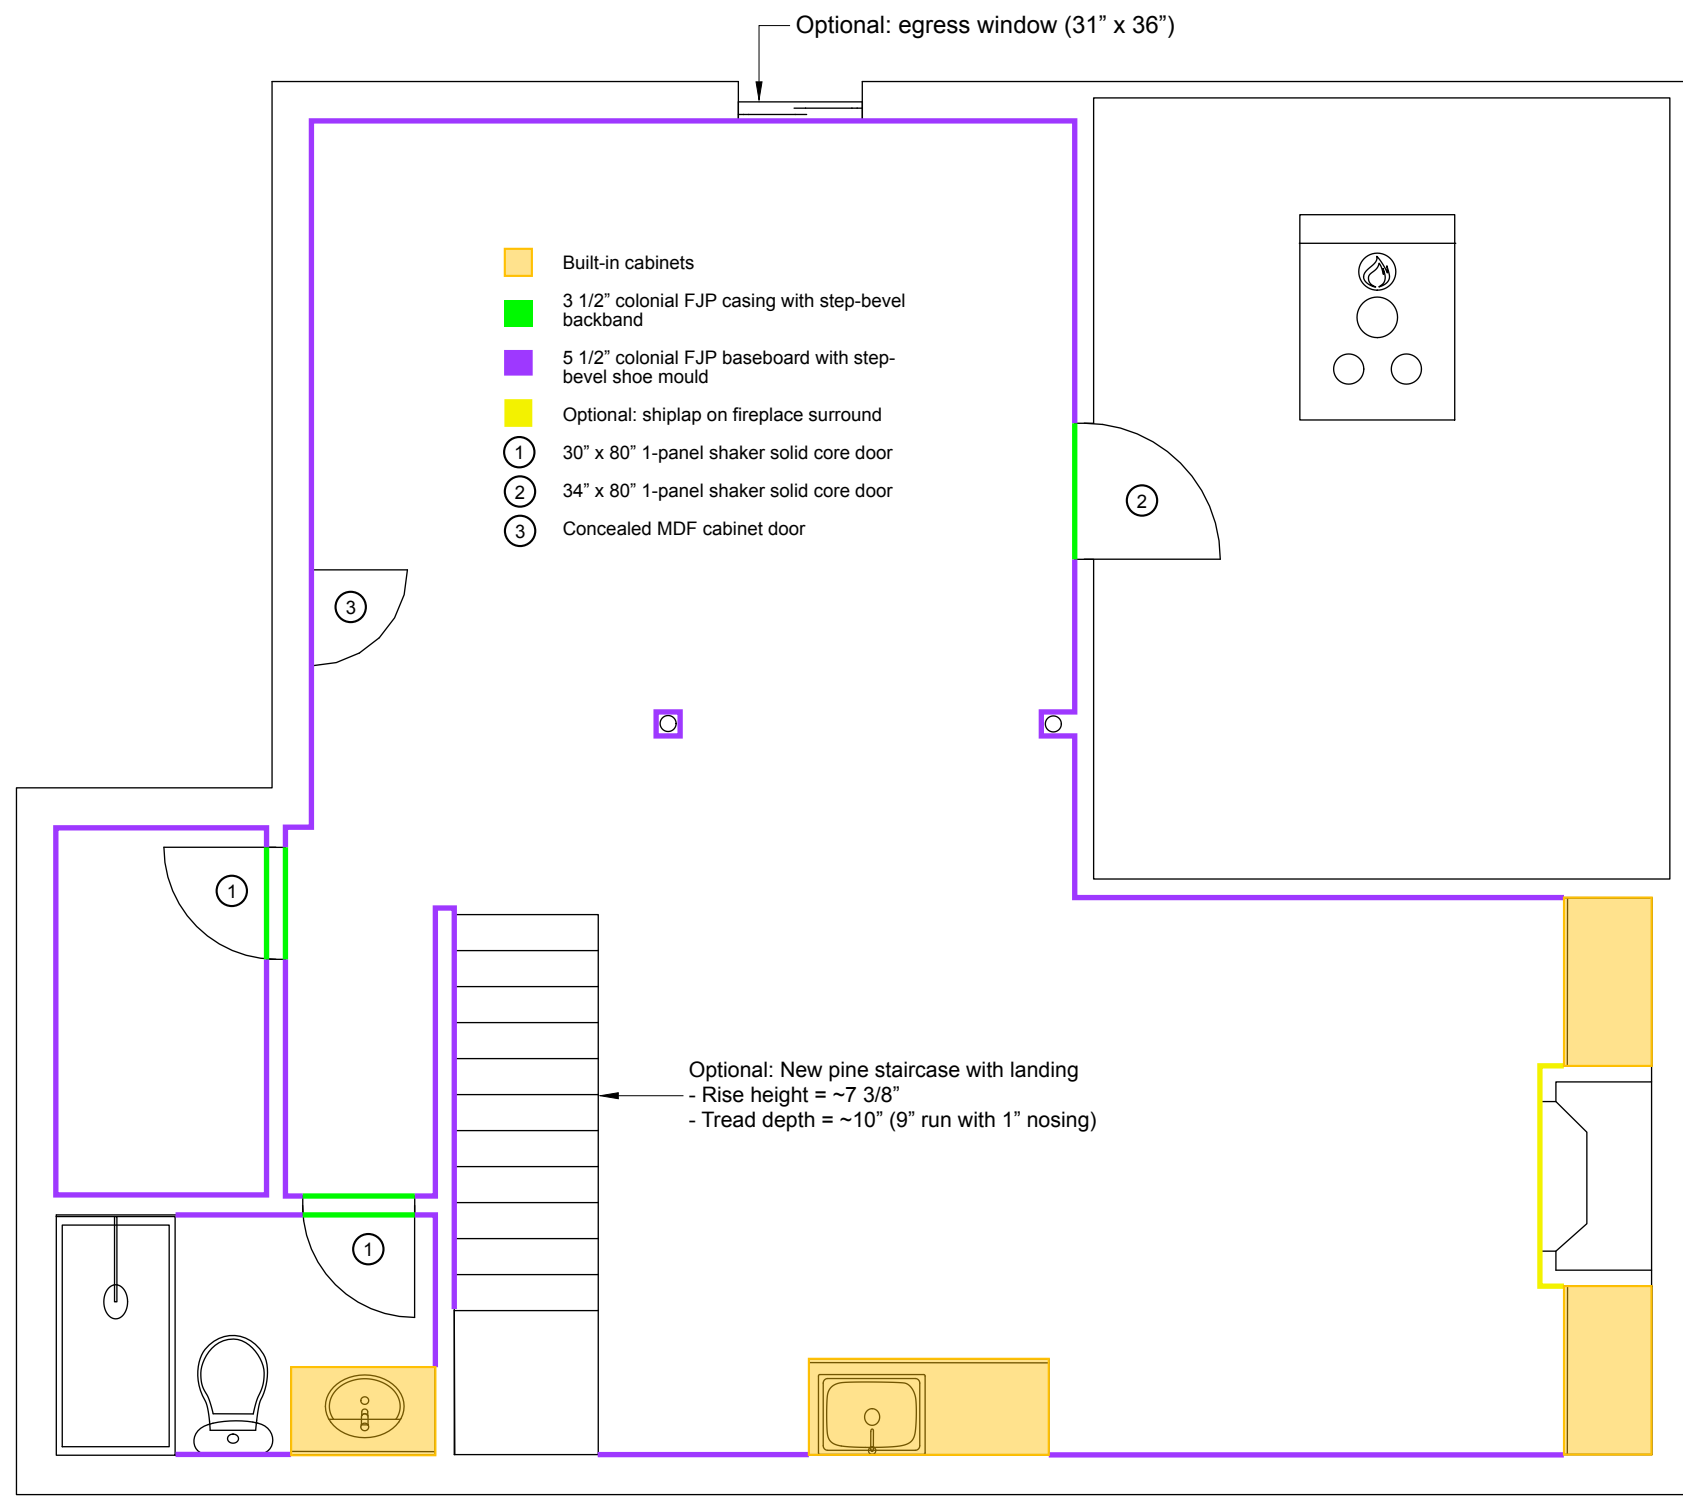 Optional: egress window (31” x 36”)
Built-in cabinets
3 1/2” colonial FJP casing with step-bevel
backband
5 1/2” colonial FJP baseboard with step-
bevel shoe mould
Optional: shiplap on fireplace surround
1 30” x 80” 1-panel shaker solid core door
2 34” x 80” 1-panel shaker solid core door
3 Concealed MDF cabinet door
2
3
1
Optional: New pine staircase with landing
- Rise height = ~7 3/8”
- Tread depth = ~10” (9” run with 1” nosing)
1